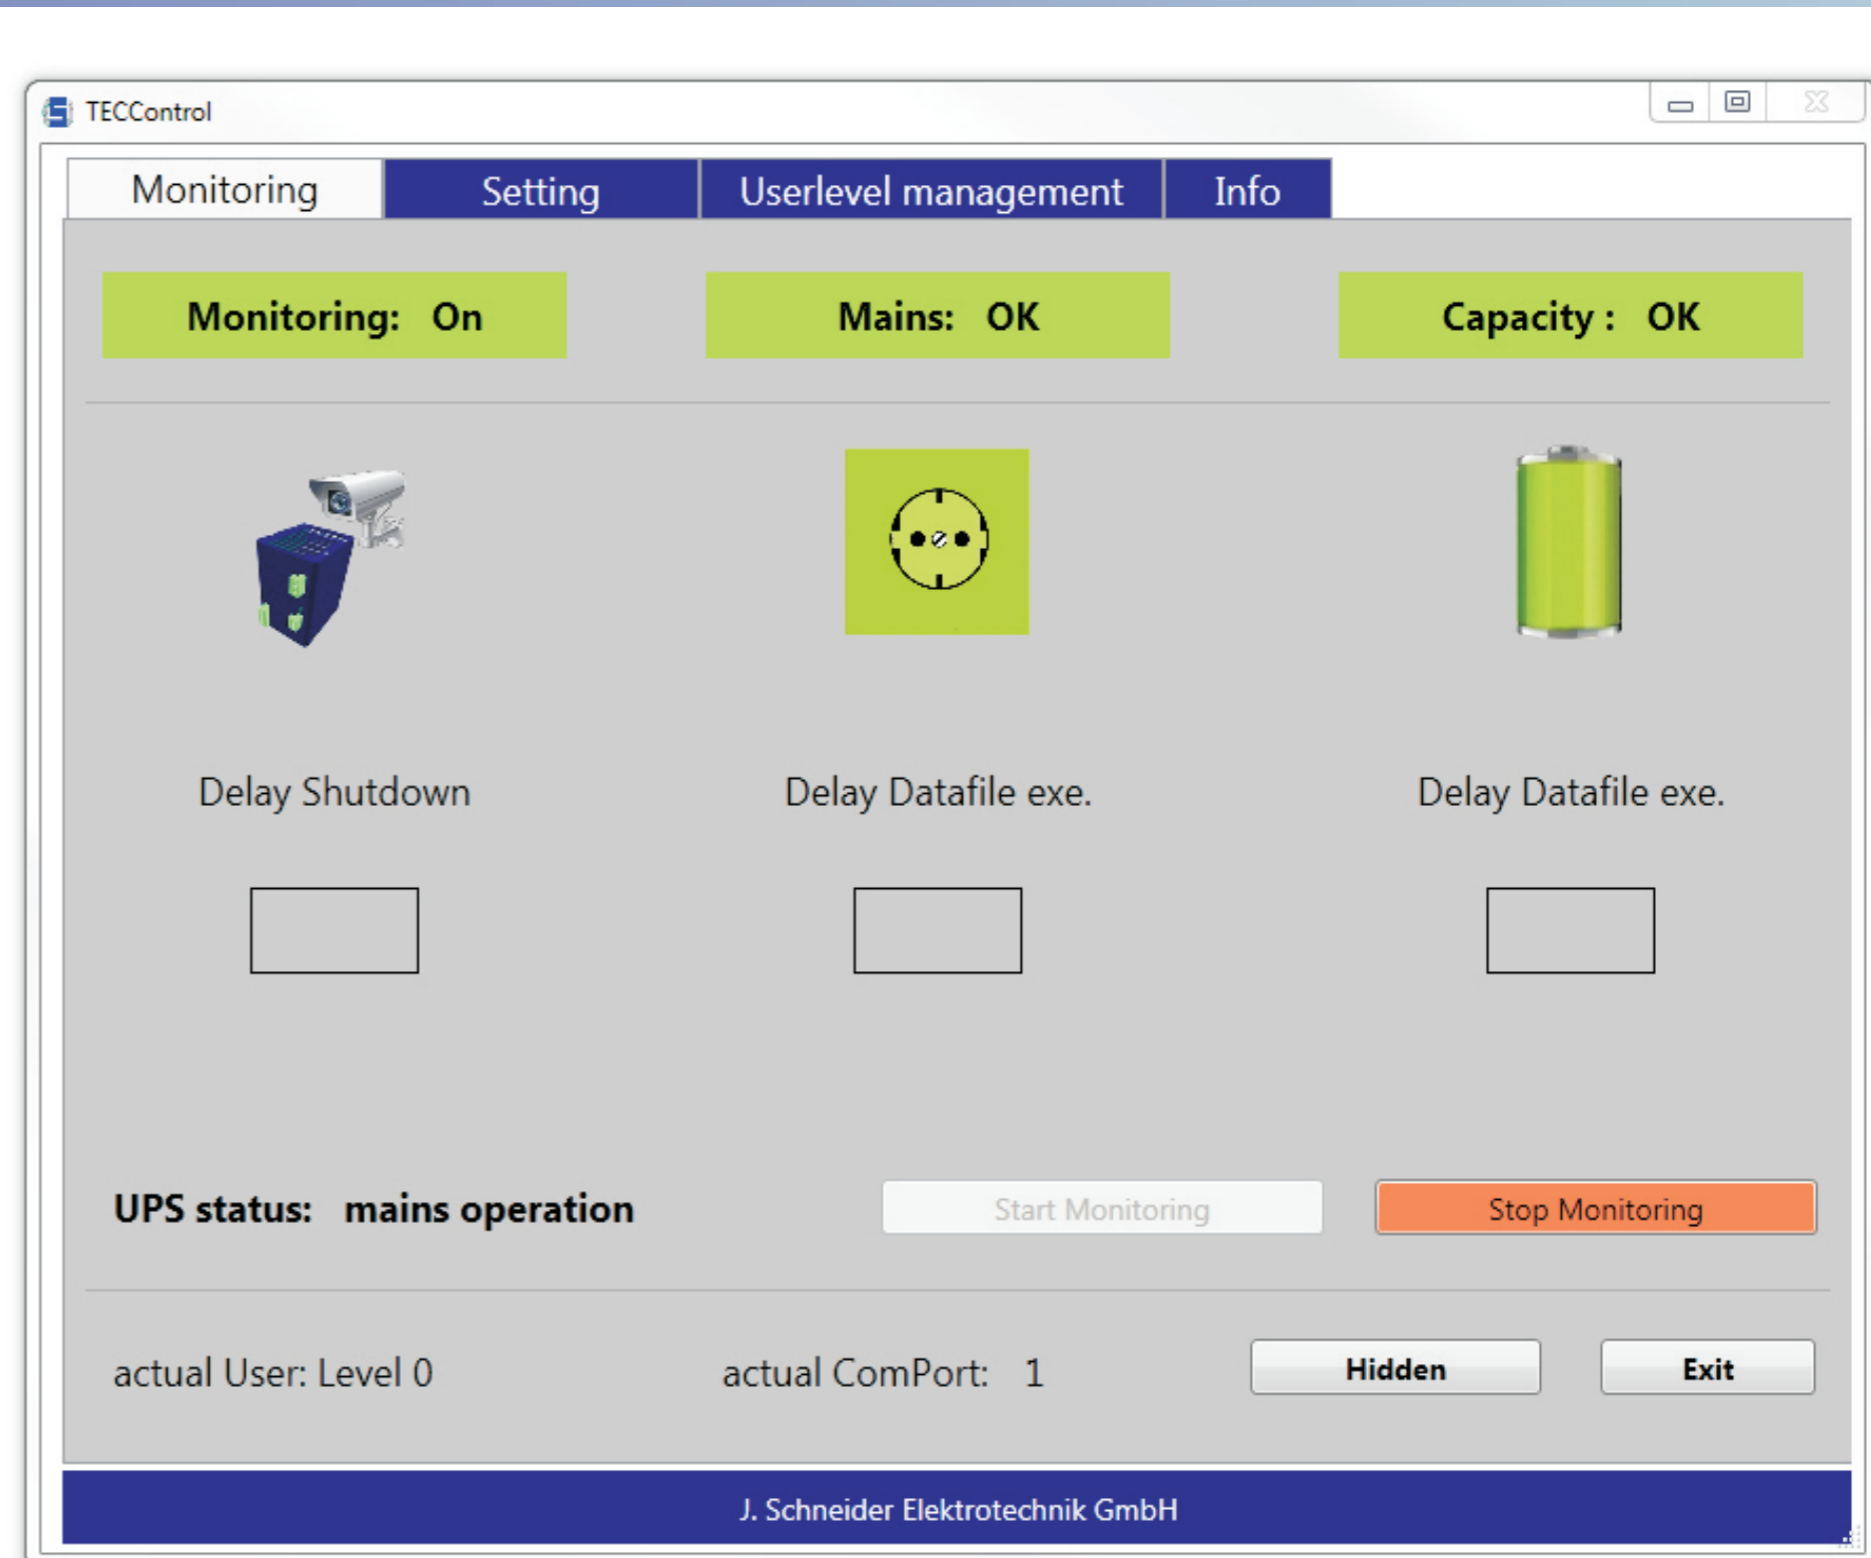 TECControl
Monitoring Setting Userlevel management Info
Monitoring: On Mains: OK Capacity : OK
Delay Shutdown Delay Datafile exe. Delay Datafile exe.
UPS status: mains operation Start Monitoring Stop Monitoring
actual User: Level 0 actual ComPort: 1 Hidden Exit
J. Schneider Elektrotechnik GmbH